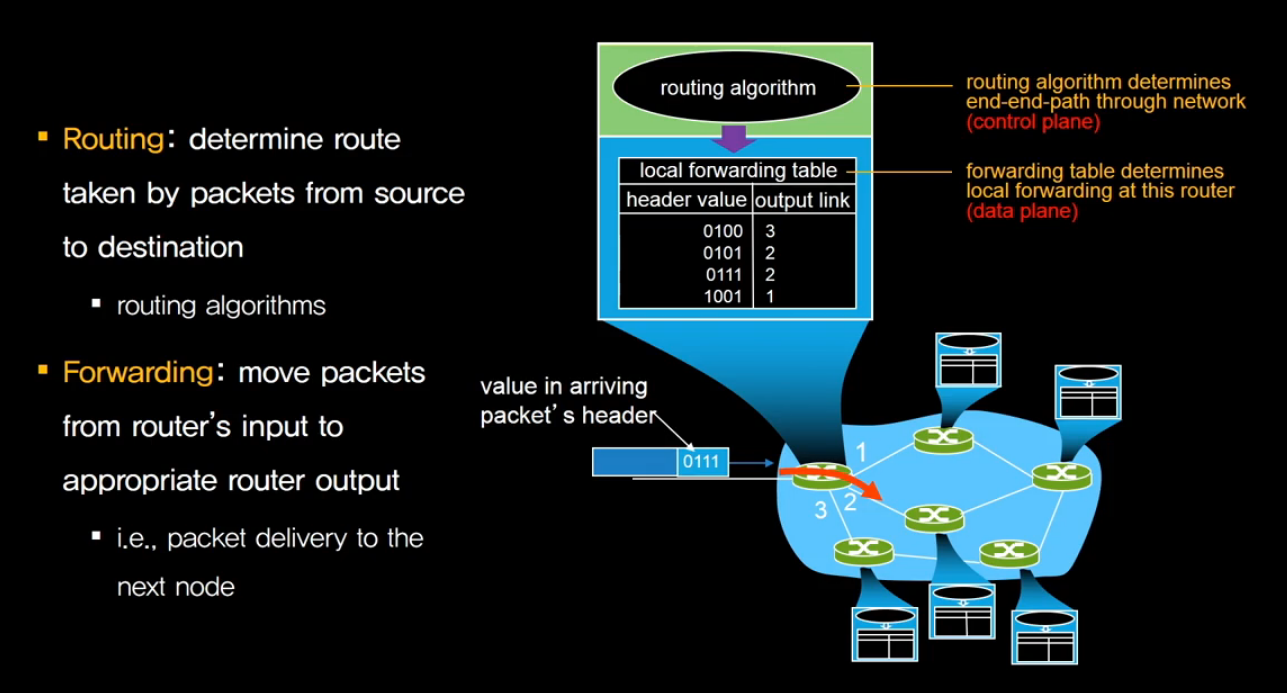 ▪ Routing: determine route
taken by packets from source
to destination
▪ routing algorithms
▪ Forwarding: move packets
from router's input to
appropriate router output
▪ i.e., packet delivery to the
next node
routing algorithm
routing algorithm determines
end-end-path through network
(control plane)
local forwarding table
header value output link
0100 3
0101 2
0111 2
1001 1
forwarding table determines
local forwarding at this router
(data plane)
value in arriving
packet's header
0111
1
2
3